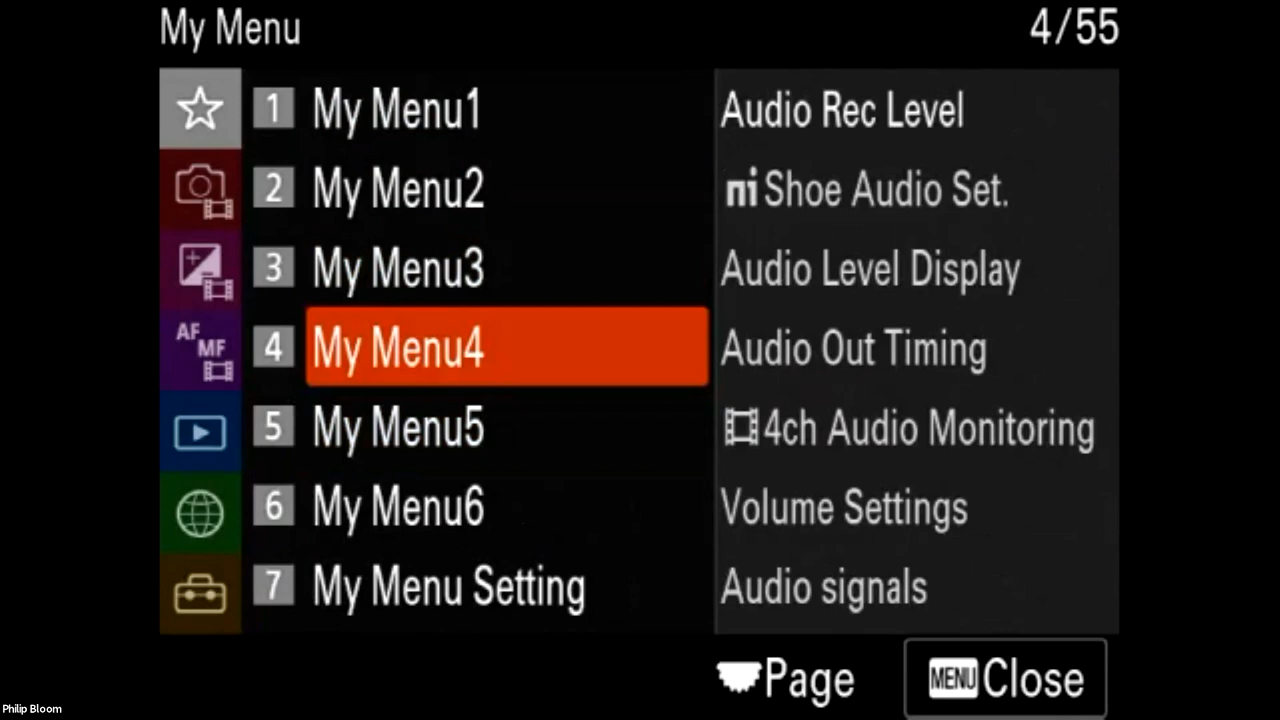 My Menu 4/55
1 My Menu1 Audio Rec Level
2 My Menu2 Shoe Audio Set.
3 My Menu3 Audio Level Display
AF MF 4 My Menu4 Audio Out Timing
5 My Menu5 4ch Audio Monitoring
6 My Menu6 Volume Settings
7 My Menu Setting Audio signals
Page MENU Close
Philip Bloom